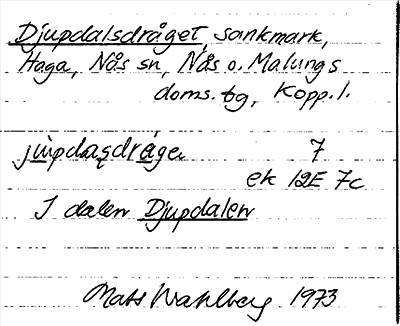 Djupdalsdråget, sankmark,
Haga, Nås sn, Nås o. Malungs
doms. tg, Kopp. l.
jùpdaʂdråge 7
ek 12E 7c
I dalen Djupdalen
Mats Wahlberg 1973